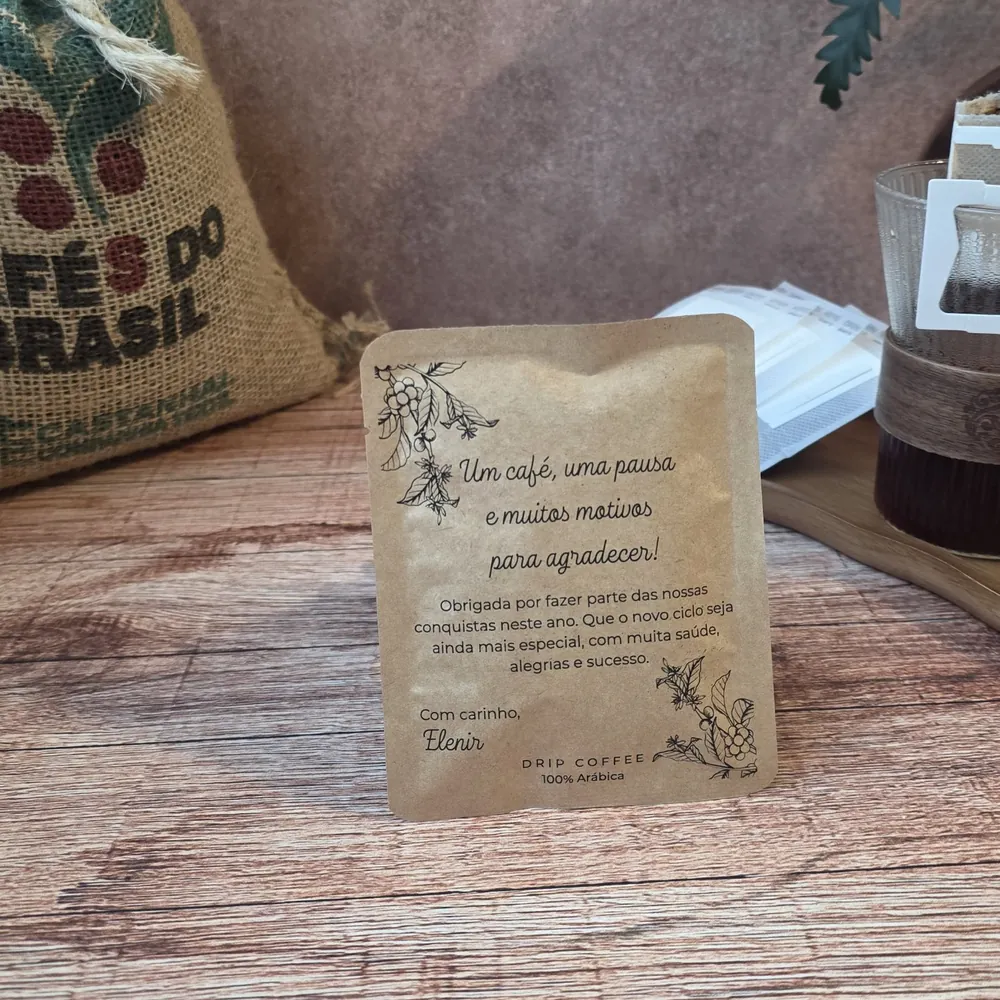 AFÉS DO
BRASIL
Um café, uma pausa
e muitos motivos
para agradecer!
Obrigada por fazer parte das nossas
conquistas neste ano. Que o novo ciclo seja
ainda mais especial, com muita saúde,
alegrias e sucesso.
Com carinho,
Elenir
DRIP COFFEE
100% Arábica